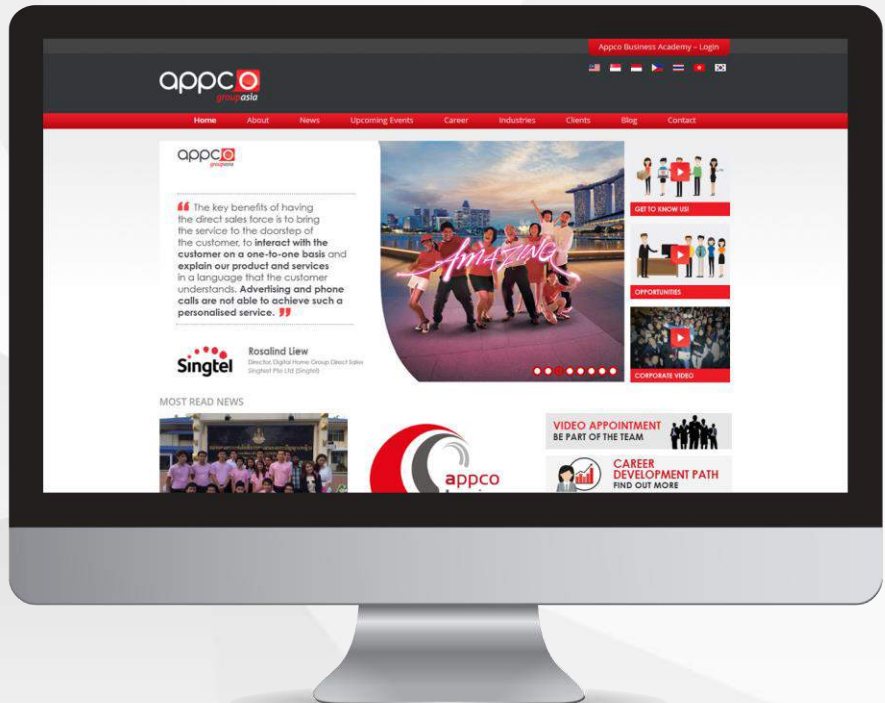 Appco Business Academy – Login
appco
groupasia
Home About News Upcoming Events Career Industries Clients Blog Contact
appco
groupasia
“ The key benefits of having
the direct sales force is to bring
the service to the doorstep of
the customer, to interact with the
customer on a one-to-one basis and
explain our product and services
in a language that the customer
understands. Advertising and phone
calls are not able to achieve such a
personalised service. ”
Singtel
Rosalind Liew
Director, Digital Home Group Direct Sales
Singtel Pte Ltd (Singtel)
AMAZING
GET TO KNOW US!
OPPORTUNITIES
CORPORATE VIDEO
MOST READ NEWS
appco
VIDEO APPOINTMENT
BE PART OF THE TEAM
CAREER
DEVELOPMENT PATH
FIND OUT MORE